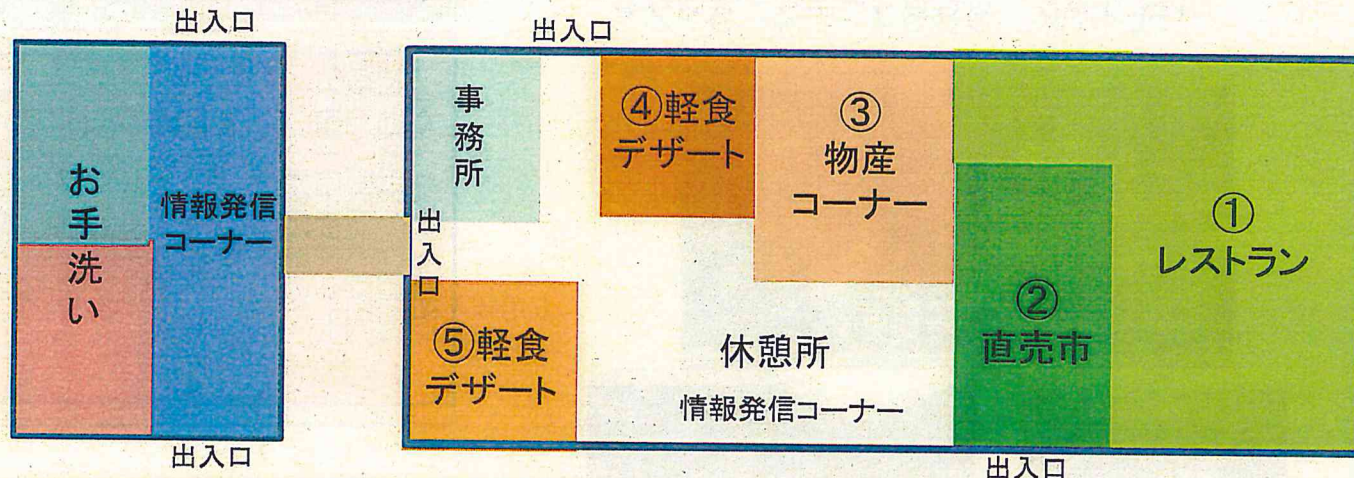 出入口
お手洗い
情報発信
コーナー
出入口
出入口
事務所
出入口
④軽食
デザート
③
物産
コーナー
①
レストラン
②
直売市
⑤軽食
デザート
休憩所
情報発信コーナー
出入口